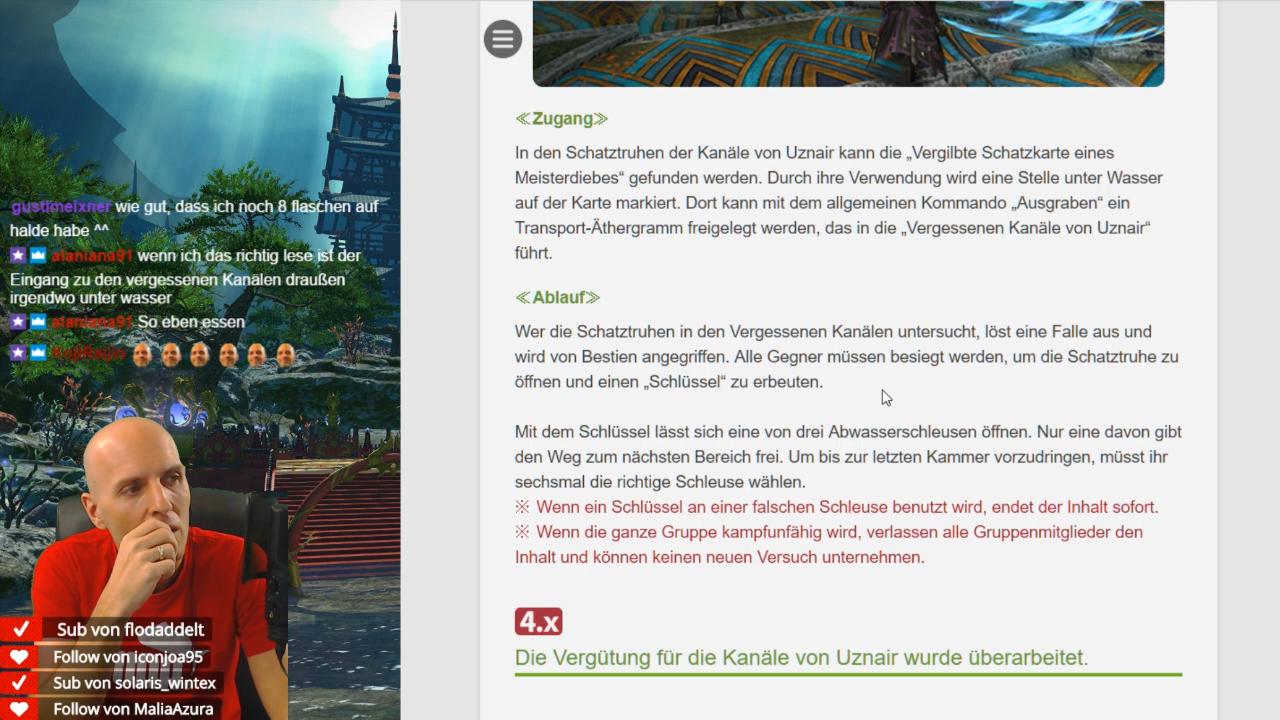 gustimeixner wie gut, dass ich noch 8 flaschen auf
halde habe ^^
alaniana91 wenn ich das richtig lese ist der
Eingang zu den vergessenen Kanälen draußen
irgendwo unter wasser
alaniana91 So eben essen
KojiRaijin
Sub von flodaddelt
Follow von iconjoa95
Sub von solaris_wintex
Follow von MaliaAzura
≪Zugang≫
In den Schatztruhen der Kanäle von Uznair kann die „Vergilbte Schatzkarte eines
Meisterdiebes“ gefunden werden. Durch ihre Verwendung wird eine Stelle unter Wasser
auf der Karte markiert. Dort kann mit dem allgemeinen Kommando „Ausgraben“ ein
Transport-Äthergramm freigelegt werden, das in die „Vergessenen Kanäle von Uznair“
führt.
≪Ablauf≫
Wer die Schatztruhen in den Vergessenen Kanälen untersucht, löst eine Falle aus und
wird von Bestien angegriffen. Alle Gegner müssen besiegt werden, um die Schatztruhe zu
öffnen und einen „Schlüssel“ zu erbeuten.
Mit dem Schlüssel lässt sich eine von drei Abwasserschleusen öffnen. Nur eine davon gibt
den Weg zum nächsten Bereich frei. Um bis zur letzten Kammer vorzudringen, müsst ihr
sechsmal die richtige Schleuse wählen.
※ Wenn ein Schlüssel an einer falschen Schleuse benutzt wird, endet der Inhalt sofort.
※ Wenn die ganze Gruppe kampfunfähig wird, verlassen alle Gruppenmitglieder den
Inhalt und können keinen neuen Versuch unternehmen.
4.x
Die Vergütung für die Kanäle von Uznair wurde überarbeitet.